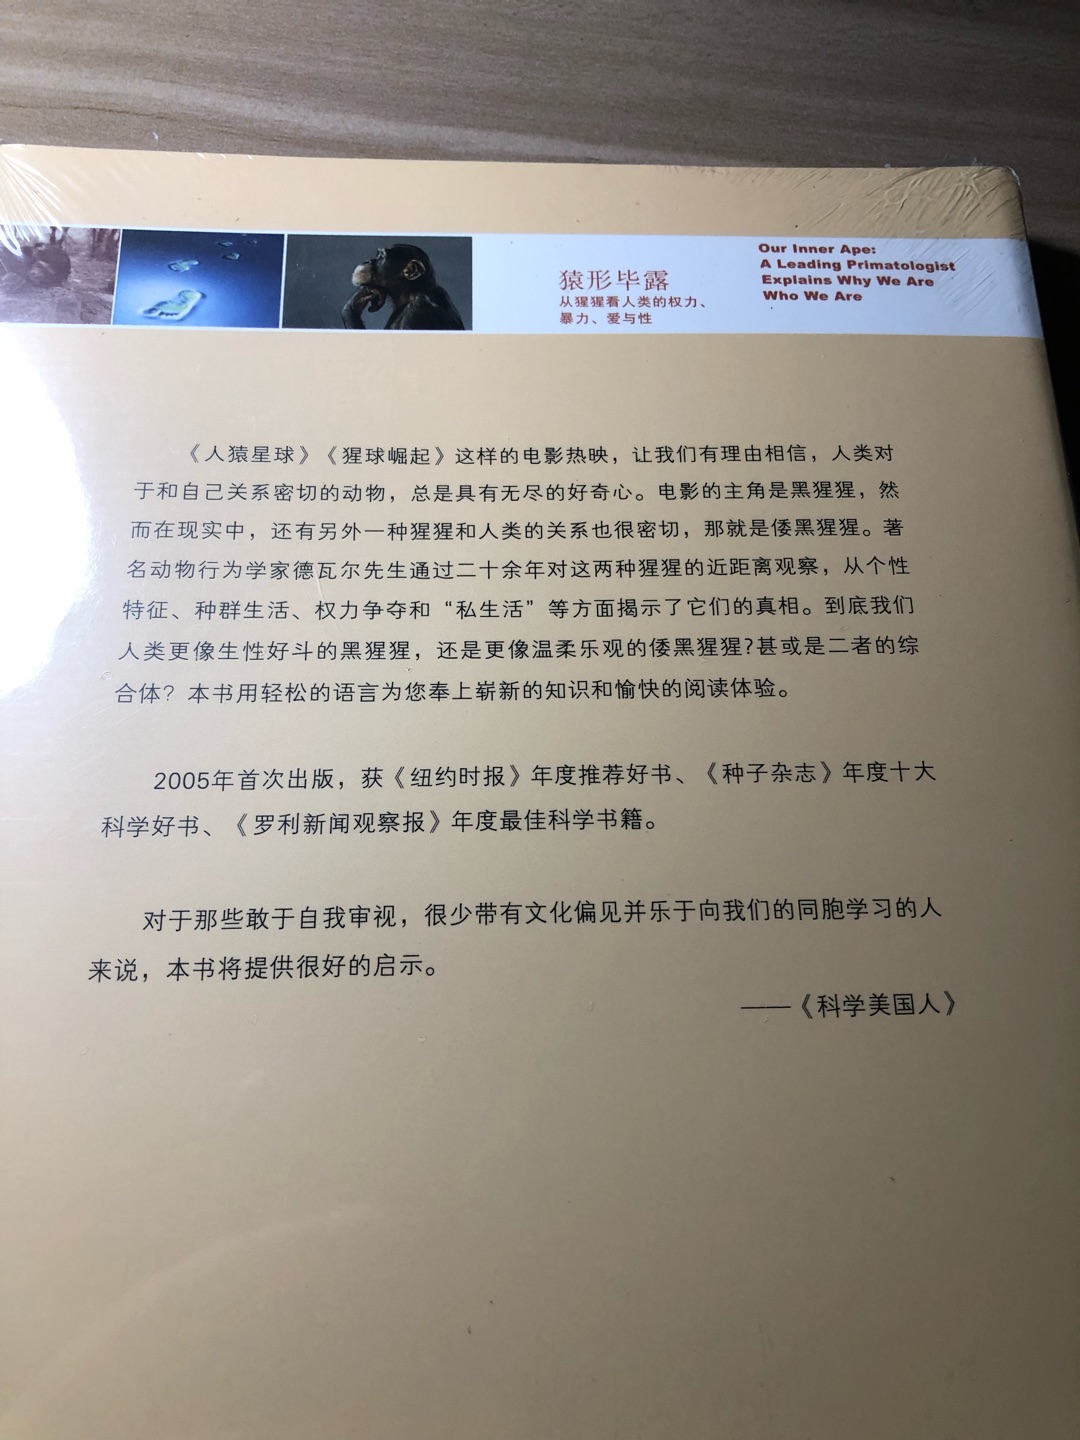 猿形毕露
从猩猩看人类的权力、
暴力、爱与性
Our Inner Ape:
A Leading Primatologist
Explains Why We Are
Who We Are
《人猿星球》《猩球崛起》这样的电影热映，让我们有理由相信，人类对
于和自己关系密切的动物，总是具有无尽的好奇心。电影的主角是黑猩猩，然
而在现实中，还有另外一种猩猩和人类的关系也很密切，那就是倭黑猩猩。著
名动物行为学家德瓦尔先生通过二十余年对这两种猩猩的近距离观察，从个性
特征、种群生活、权力争夺和“私生活”等方面揭示了它们的真相。到底我们
人类更像生性好斗的黑猩猩，还是更像温柔乐观的倭黑猩猩?甚或是二者的综
合体？本书用轻松的语言为您奉上崭新的知识和愉快的阅读体验。
2005年首次出版，获《纽约时报》年度推荐好书、《种子杂志》年度十大
科学好书、《罗利新闻观察报》年度最佳科学书籍。
对于那些敢于自我审视，很少带有文化偏见并乐于向我们的同胞学习的人
来说，本书将提供很好的启示。
——《科学美国人》